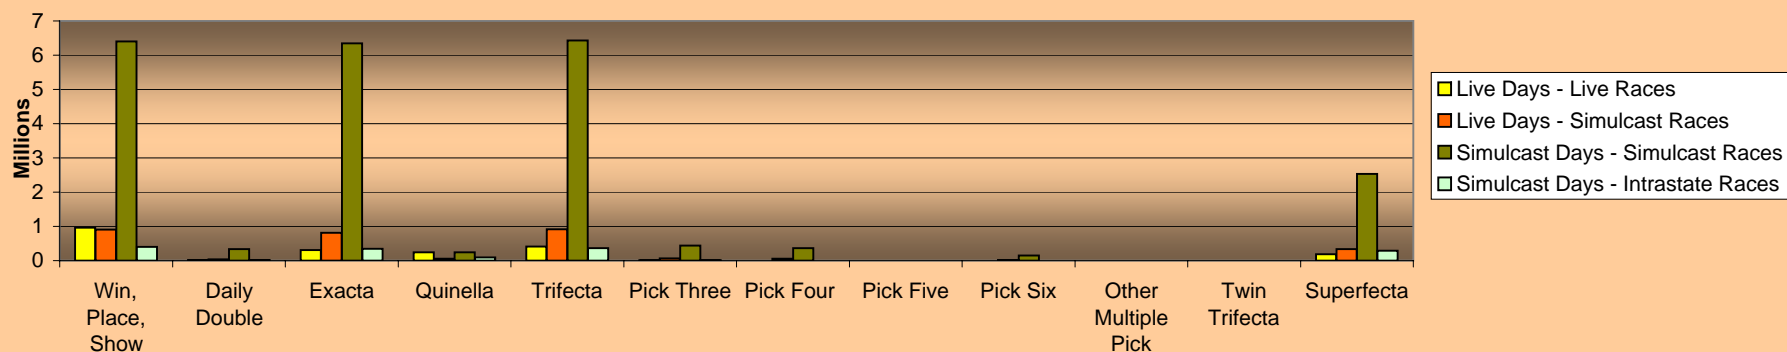 7
6
5
4
3
2
1
0
Millions
Win, Place, Show
Daily Double
Exacta
Quinella
Trifecta
Pick Three
Pick Four
Pick Five
Pick Six
Other Multiple Pick
Twin Trifecta
Superfecta
Live Days - Live Races
Live Days - Simulcast Races
Simulcast Days - Simulcast Races
Simulcast Days - Intrastate Races